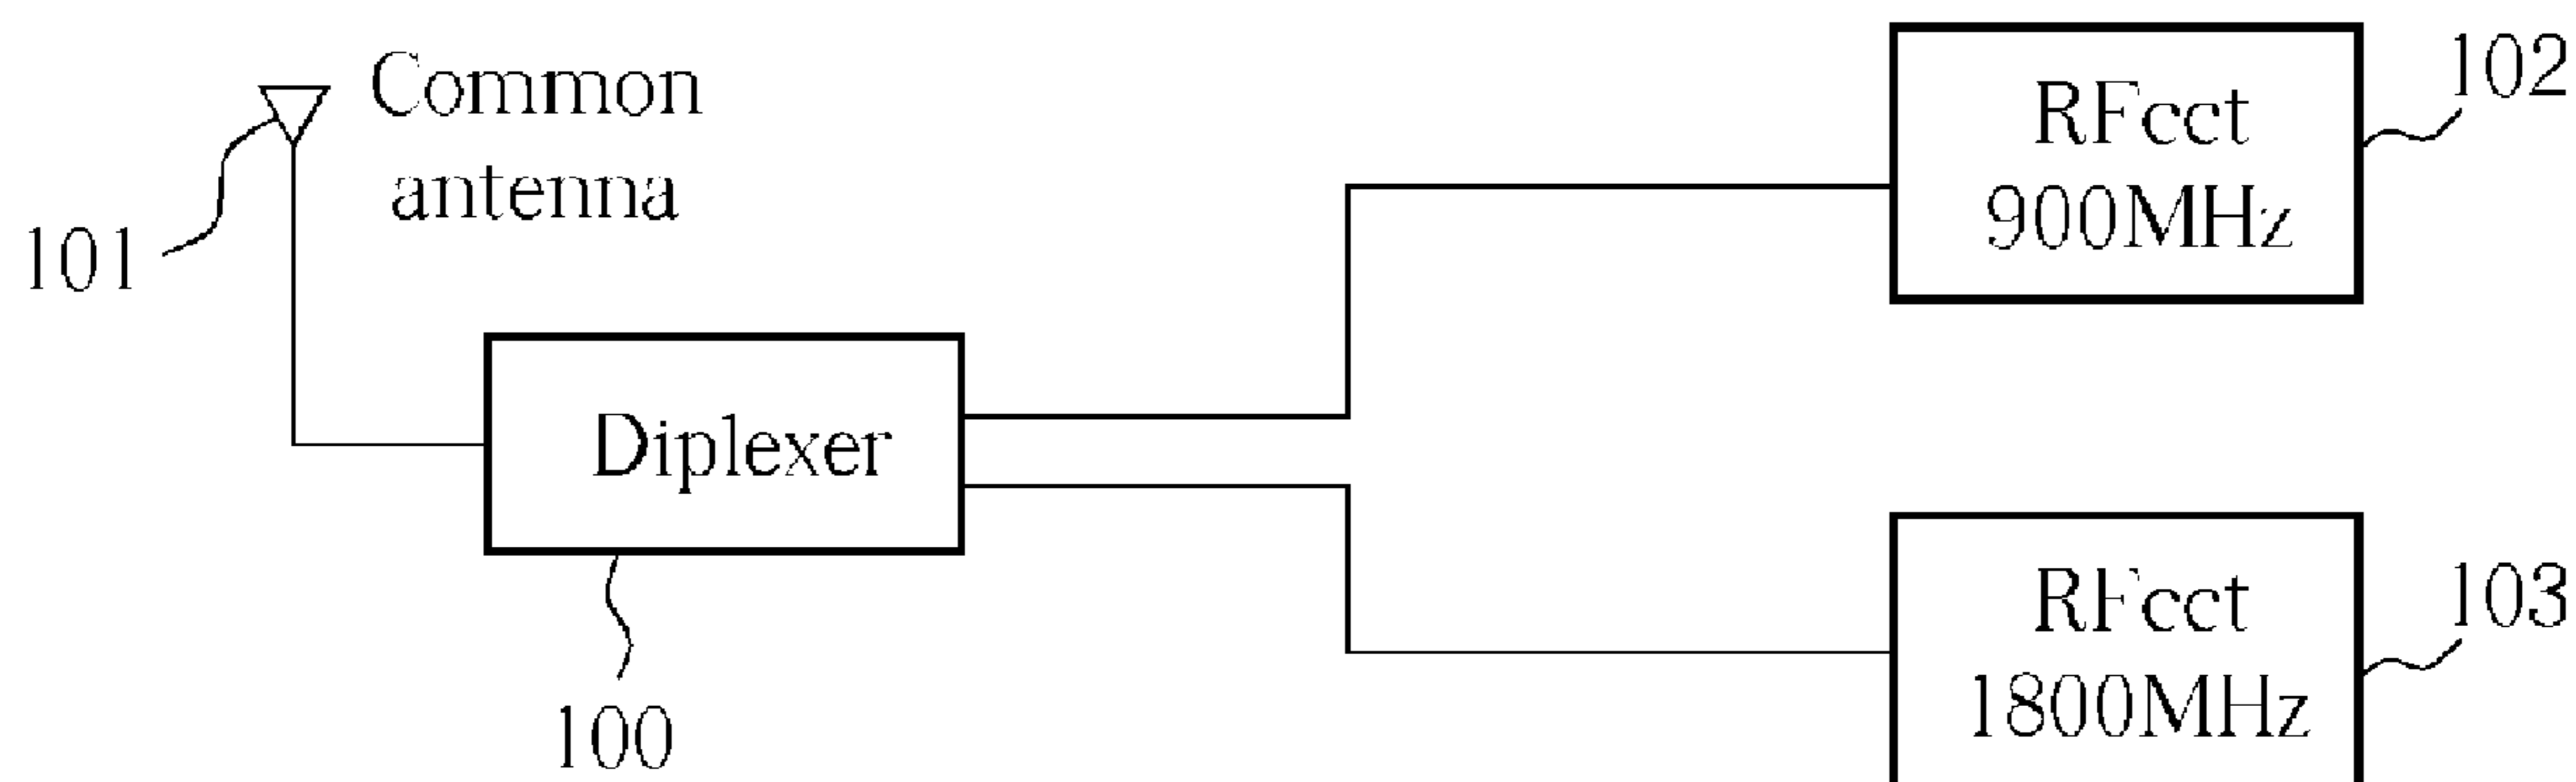 Common
antenna
101
Diplexer
100
RFcct
900MHz
102
RFcct
1800MHz
103